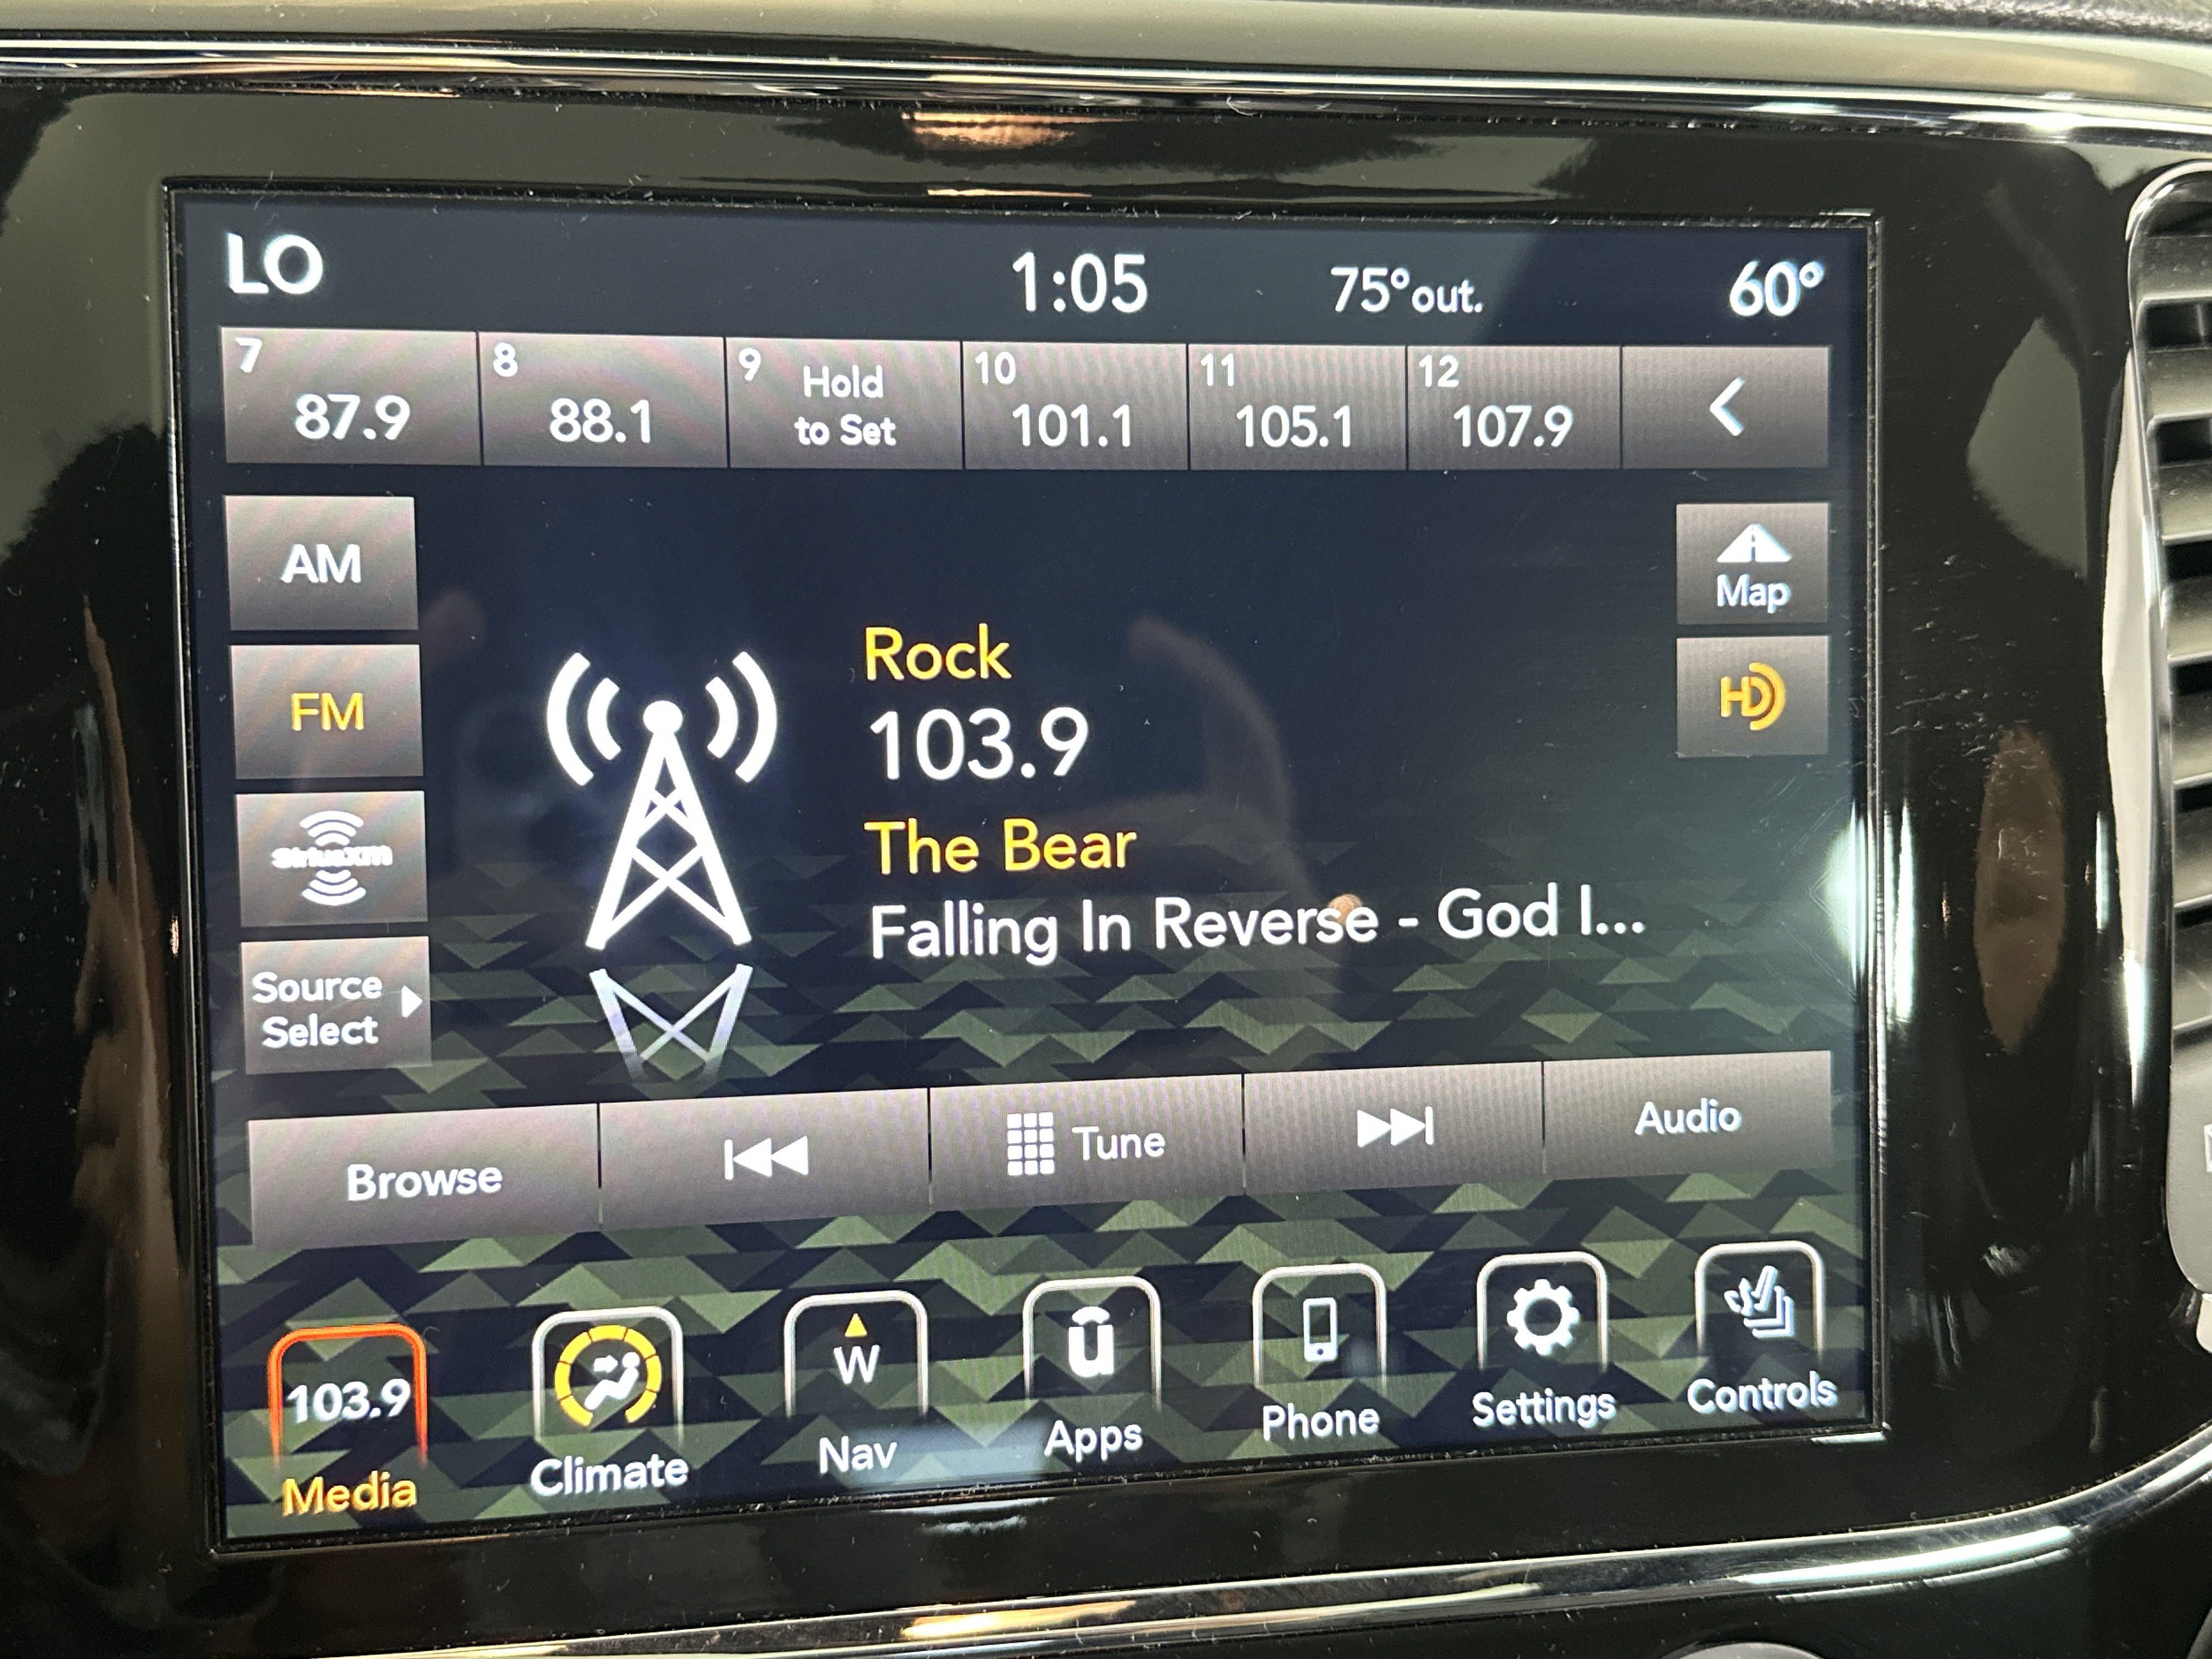 LO 1:05 75°out. 60°
7 8 9 Hold 10 11 12
87.9 88.1 to Set 101.1 105.1 107.9
AM
Map
FM
HD
Rock
103.9
siriusxm
The Bear
Falling In Reverse - God I...
Source
Select
Browse Tune Audio
103.9 W u
Media Climate Nav Apps Phone Settings Controls